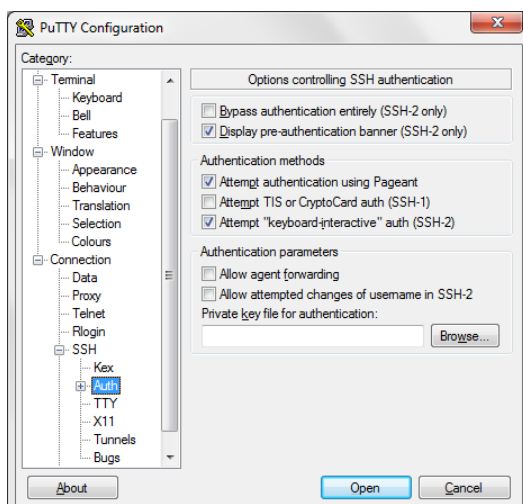 PuTTY Configuration
Category:
Terminal
Keyboard
Bell
Features
Window
Appearance
Behaviour
Translation
Selection
Colours
Connection
Data
Proxy
Telnet
Rlogin
SSH
Kex
Auth
TTY
X11
Tunnels
Bugs
Options controlling SSH authentication
Bypass authentication entirely (SSH-2 only)
Display pre-authentication banner (SSH-2 only)
Authentication methods
Attempt authentication using Pageant
Attempt TIS or CryptoCard auth (SSH-1)
Attempt "keyboard-interactive" auth (SSH-2)
Authentication parameters
Allow agent forwarding
Allow attempted changes of username in SSH-2
Private key file for authentication:
Browse...
About
Open
Cancel